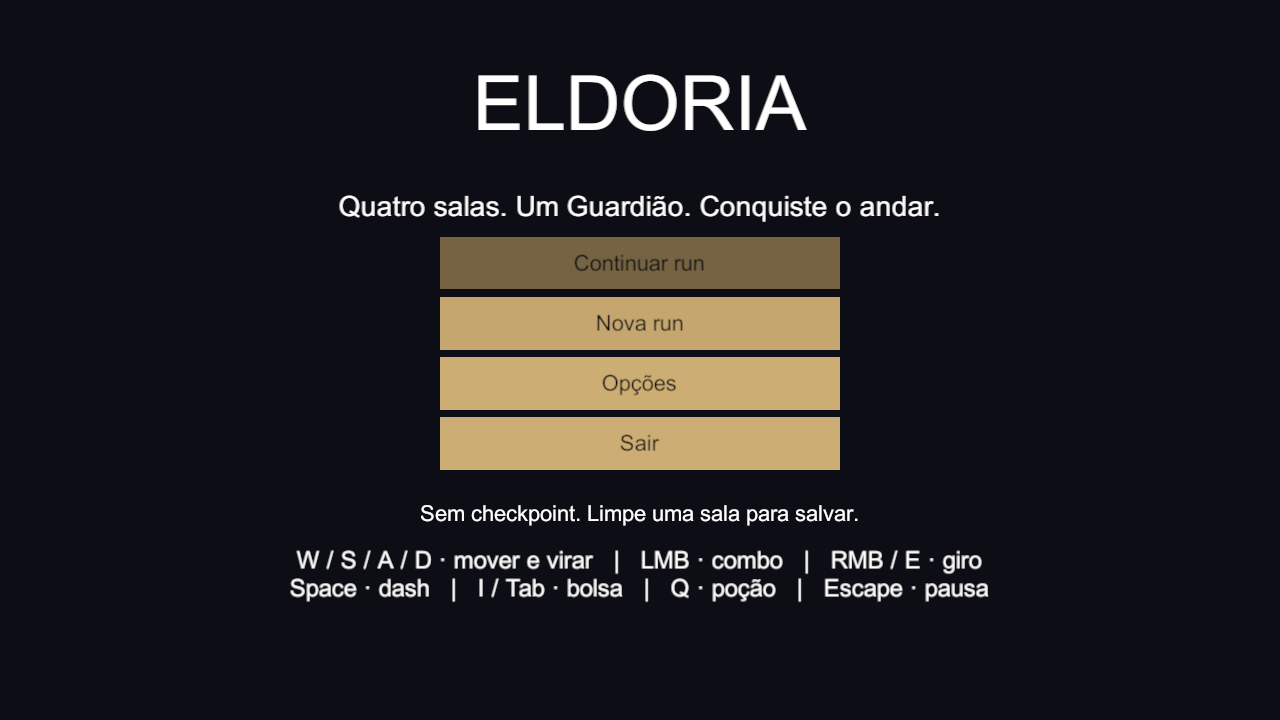 ELDORIA
Quatro salas. Um Guardião. Conquiste o andar.
Continuar run
Nova run
Opções
Sair
Sem checkpoint. Limpe uma sala para salvar.
W / S / A / D · mover e virar | LMB · combo | RMB / E · giro
Space · dash | I / Tab · bolsa | Q · poção | Escape · pausa